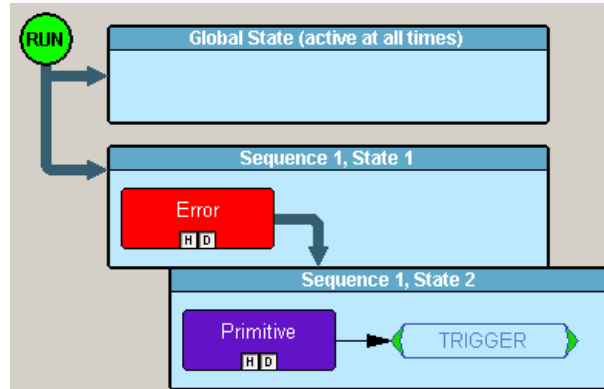 RUN
Global State (active at all times)
Sequence 1, State 1
Error
H D
Sequence 1, State 2
Primitive
TRIGGER
H D